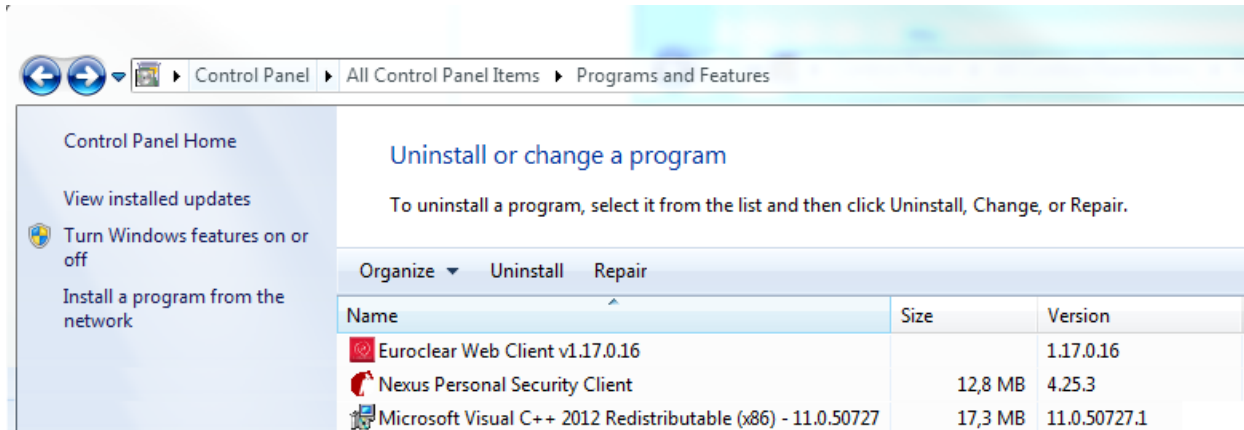 Control Panel All Control Panel Items Programs and Features
Control Panel Home
View installed updates
Turn Windows features on or
off
Install a program from the
network
Uninstall or change a program
To uninstall a program, select it from the list and then click Uninstall, Change, or Repair.
Organize Uninstall Repair
Name Size Version
Euroclear Web Client v1.17.0.16 1.17.0.16
Nexus Personal Security Client 12,8 MB 4.25.3
Microsoft Visual C++ 2012 Redistributable (x86) - 11.0.50727 17,3 MB 11.0.50727.1